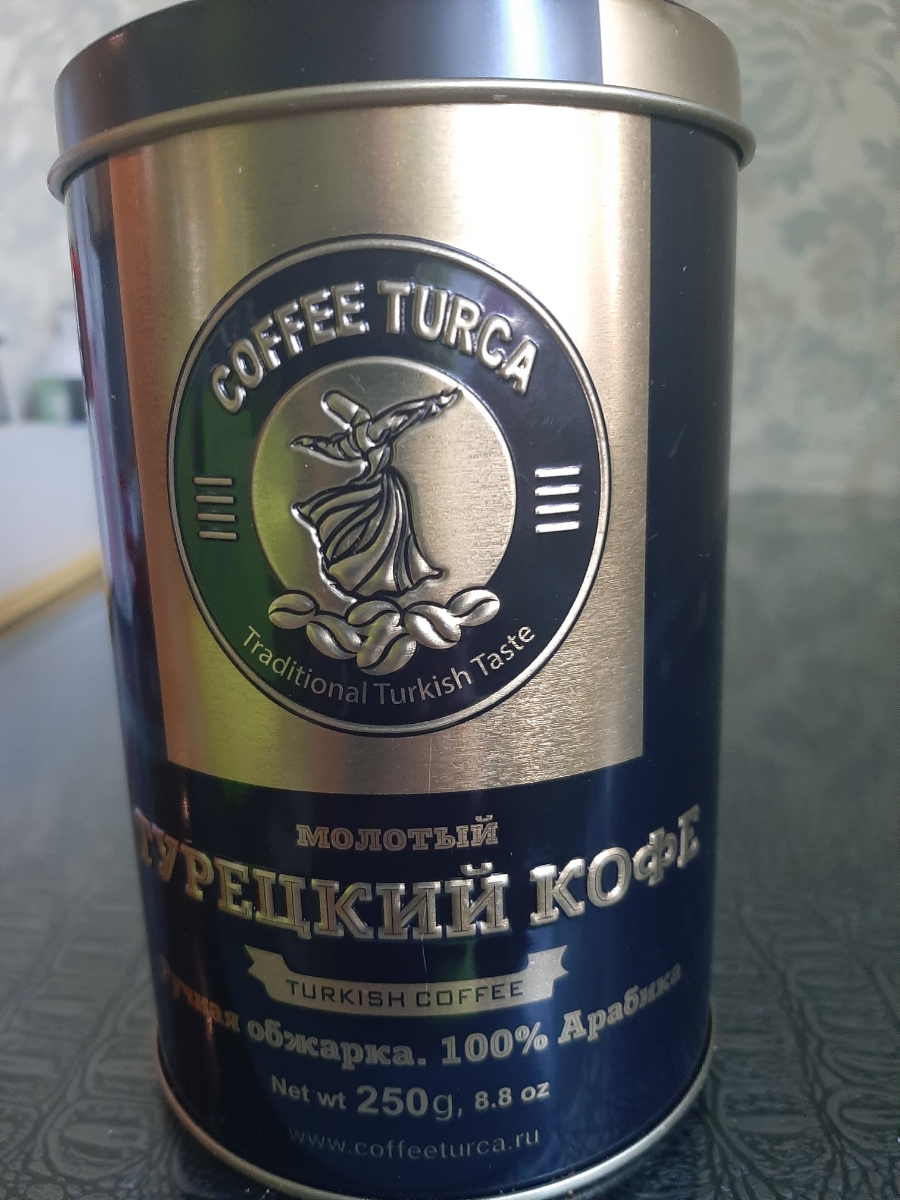 COFFEE TURCA
Traditional Turkish Taste
молотый
ТУРЕЦКИЙ КОФЕ
TURKISH COFFEE
Ручная обжарка. 100% Арабика
Net wt 250g, 8.8 oz
www.coffeeturca.ru